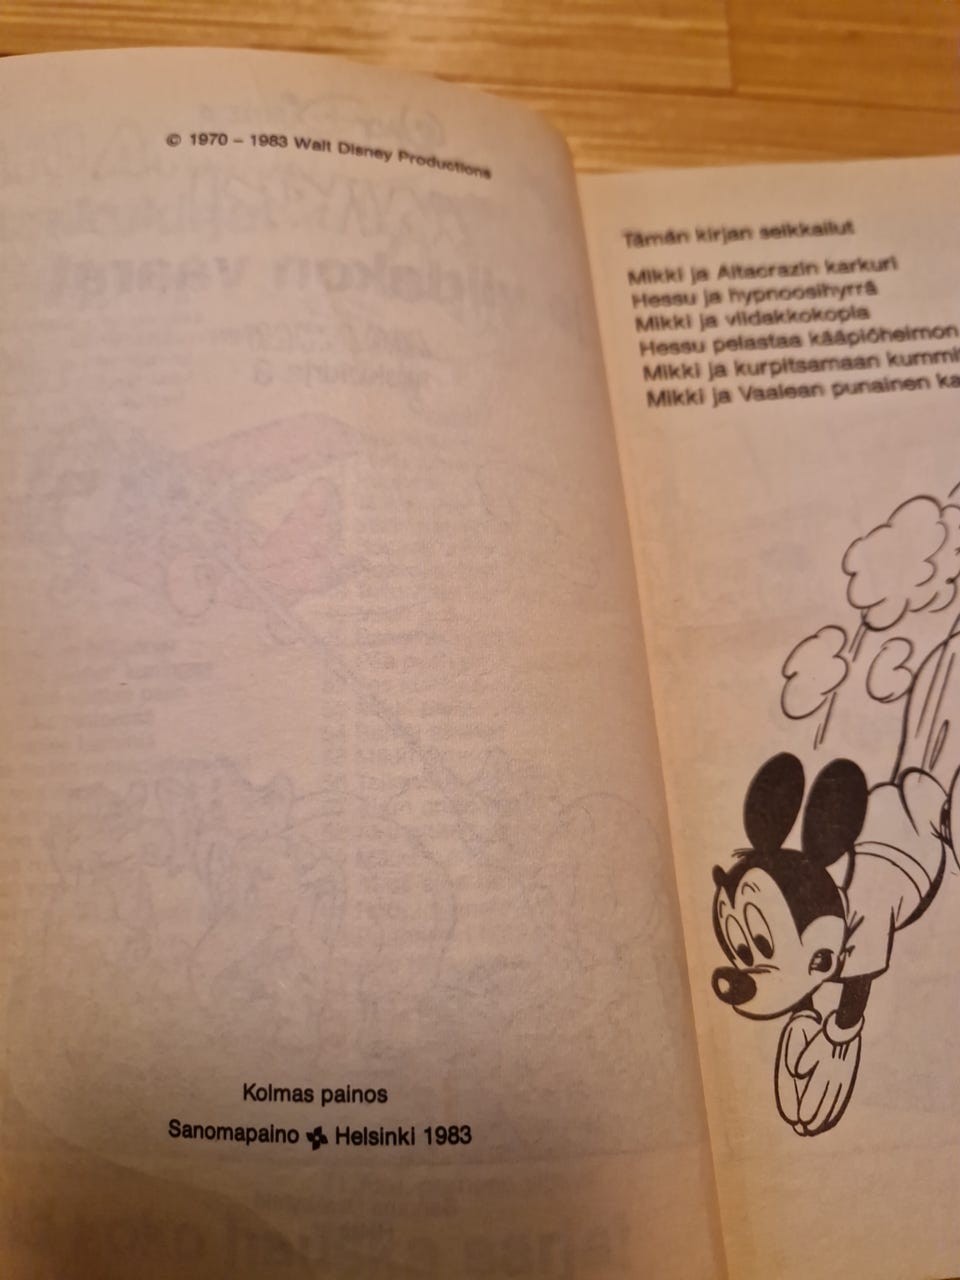 © 1970 – 1983 Walt Disney Productions
Kolmas painos
Sanomapaino Helsinki 1983
Tämän kirjan seikkailut
Mikki ja Aitacrazin karkuri
Hessu ja hypnoosihyrrä
Mikki ja viidakkokopla
Hessu pelastaa kääpiöheimon
Mikki ja kurpitsamaan
Mikki ja Vaalean punainen